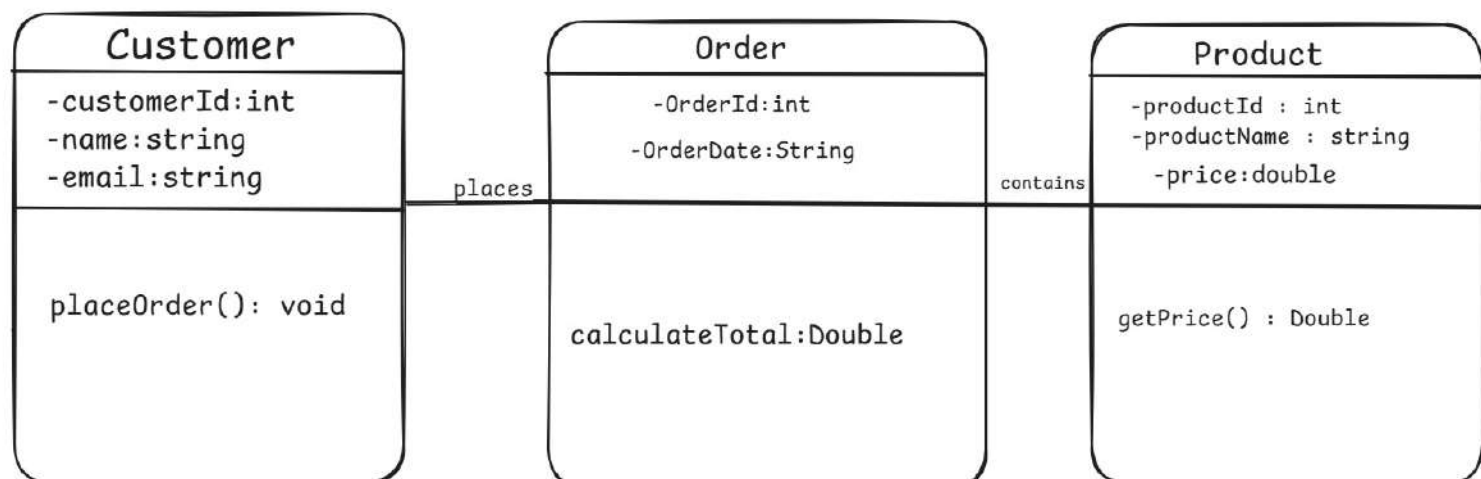 Customer
-customerId:int
-name:string
-email:string
placeOrder(): void
places
Order
-OrderId:int
-OrderDate:String
calculateTotal:Double
contains
Product
-productId : int
-productName : string
-price:double
getPrice() : Double